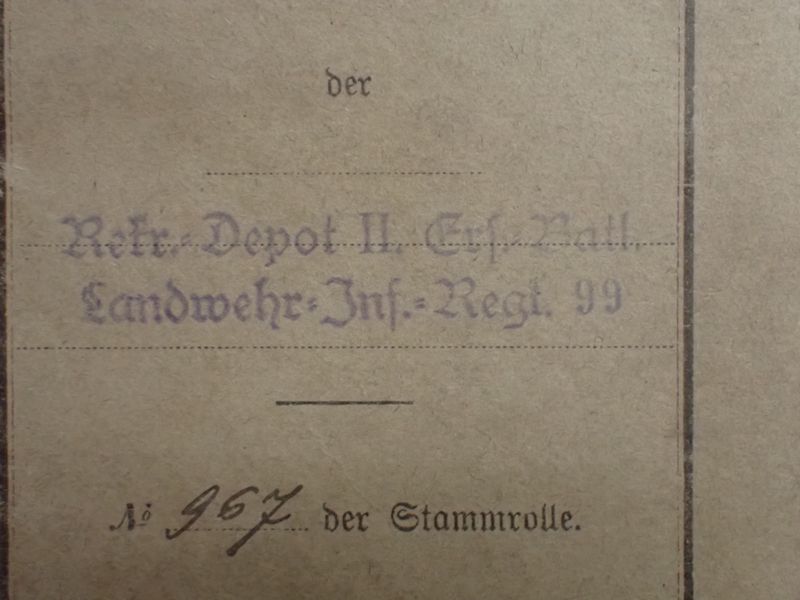 der
Rekr.-Depot II. Ers.-Batl.
Landwehr-Inf.-Regt. 99
No 967 der Stammrolle.